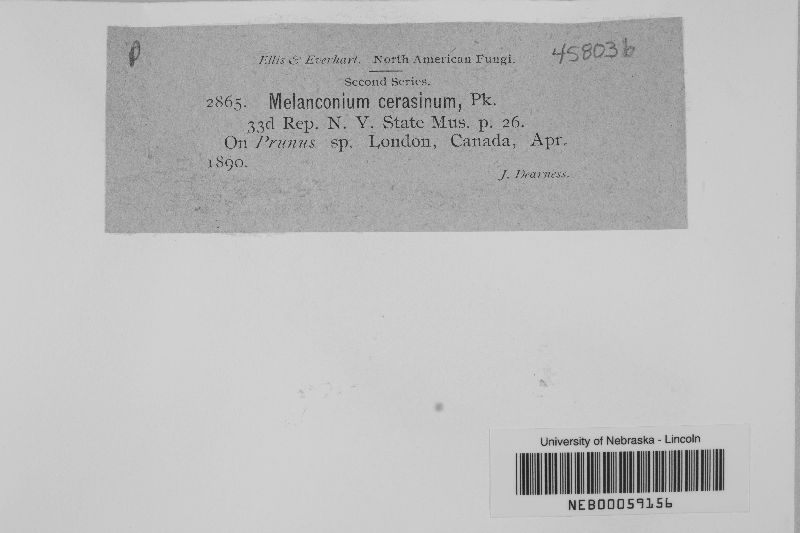 P
Ellis & Everhart. North American Fungi.
458036
Second Series.
2865. Melanconium cerasinum, Pk.
33d Rep. N. Y. State Mus. p. 26.
On Prunus sp. London, Canada, Apr.
1890.
J. Dearness.
University of Nebraska - Lincoln
NEB00059156